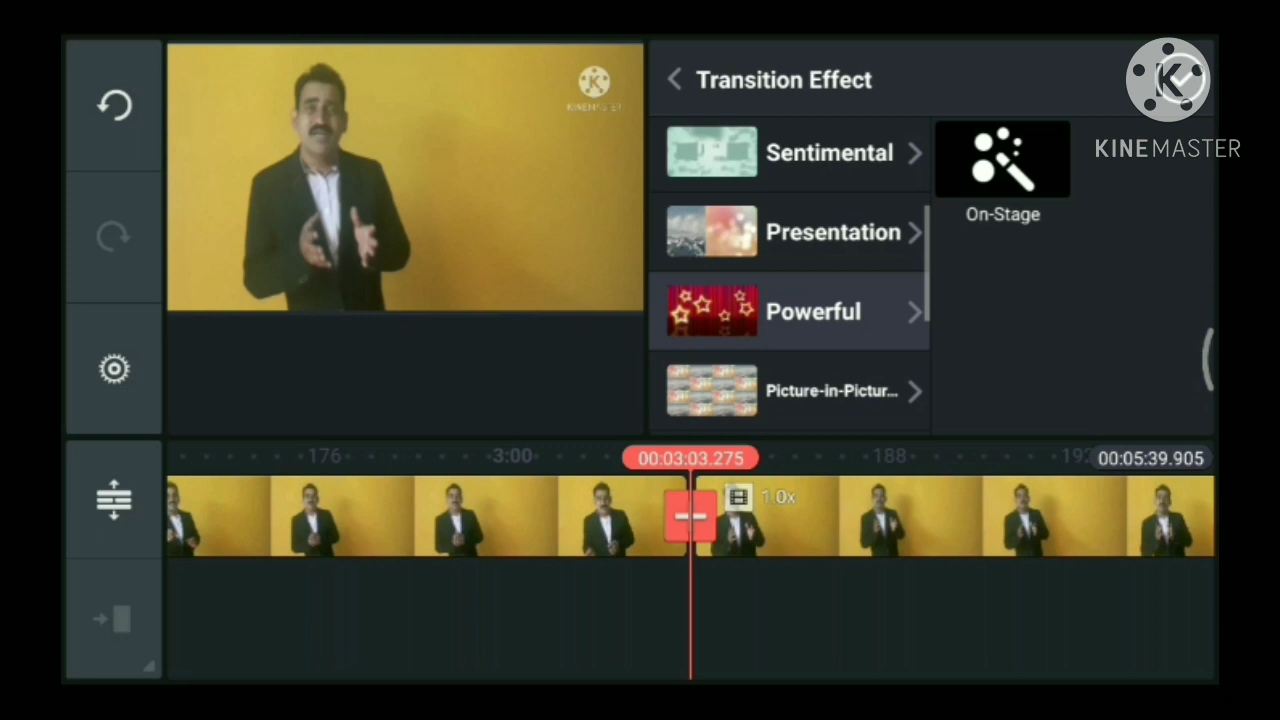 Transition Effect
KINEMASTER
KINEMASTER
Sentimental
On-Stage
Presentation
Powerful
Picture-in-Pictur...
176
3:00
00:03:03.275
188
192
00:05:39.905
1.0x